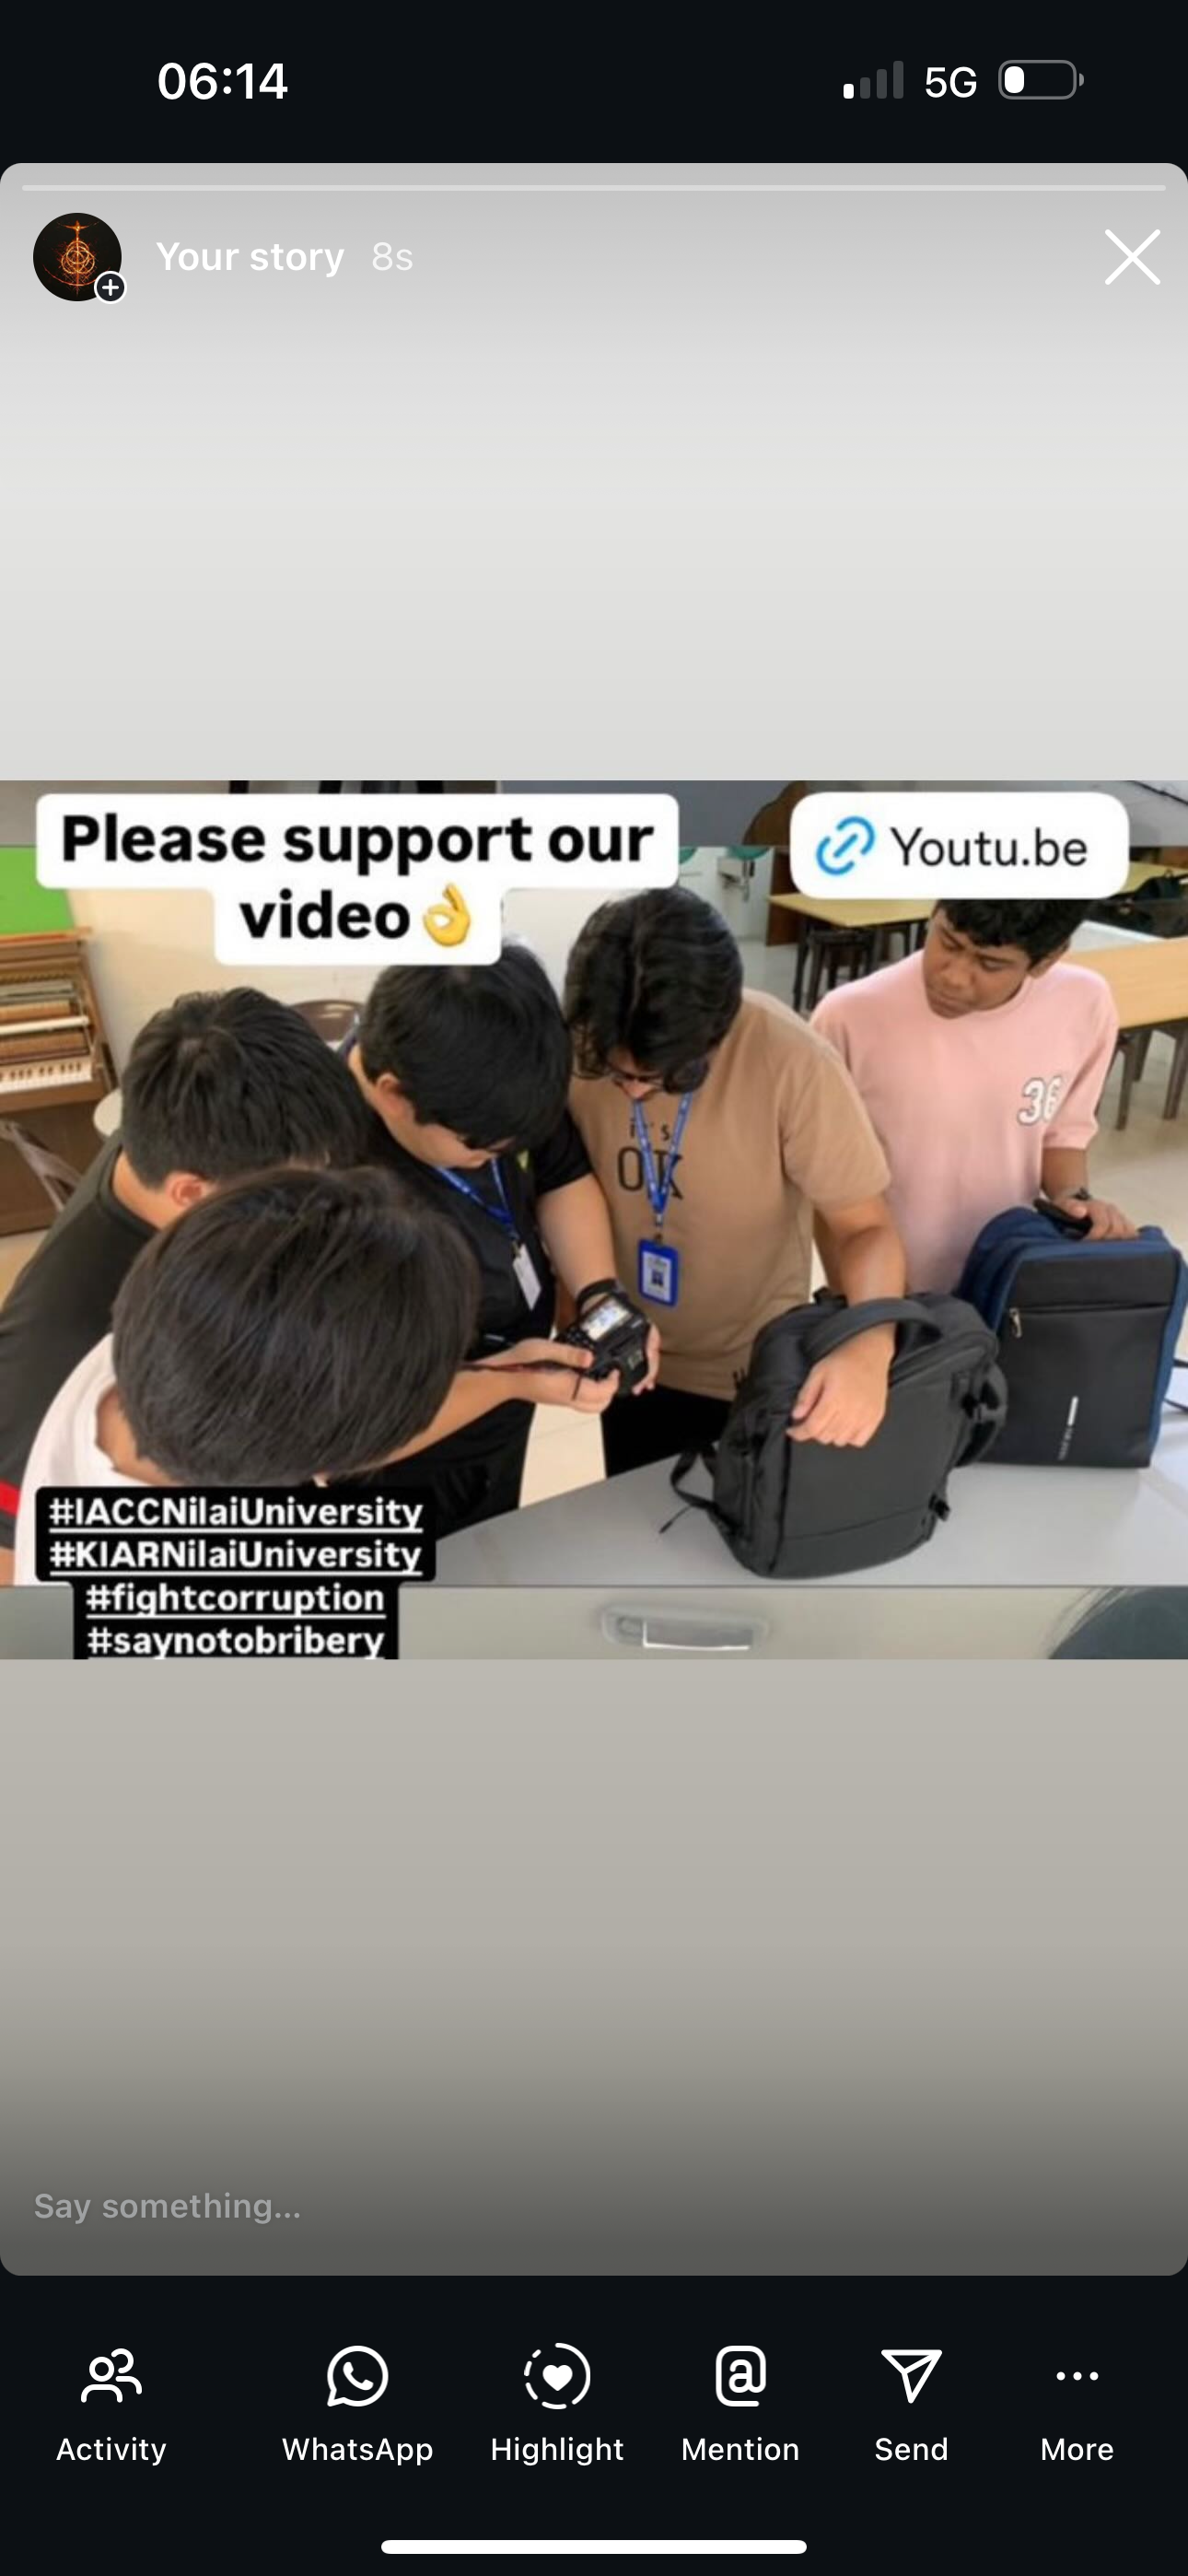 06:14
5G
Your story 8s
Please support our
video👌
Youtu.be
36
it's
OK
#IACCNilaiUniversity
#KIARNilaiUniversity
#fightcorruption
#saynotobribery
Say something...
Activity
WhatsApp
Highlight
Mention
Send
More